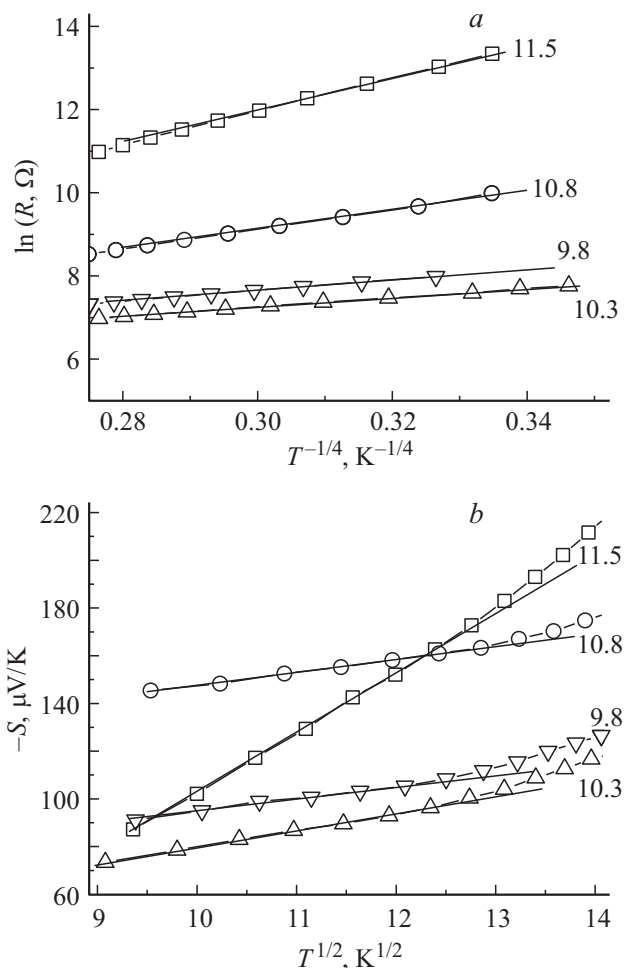 a
14
12
10
8
6
ln (R, Ω)
11.5
10.8
9.8
10.3
0.28 0.30 0.32 0.34
T^{−1/4}, K^{−1/4}
b
220
180
140
100
60
−S, μV/K
11.5
10.8
9.8
10.3
9 10 11 12 13 14
T^{1/2}, K^{1/2}